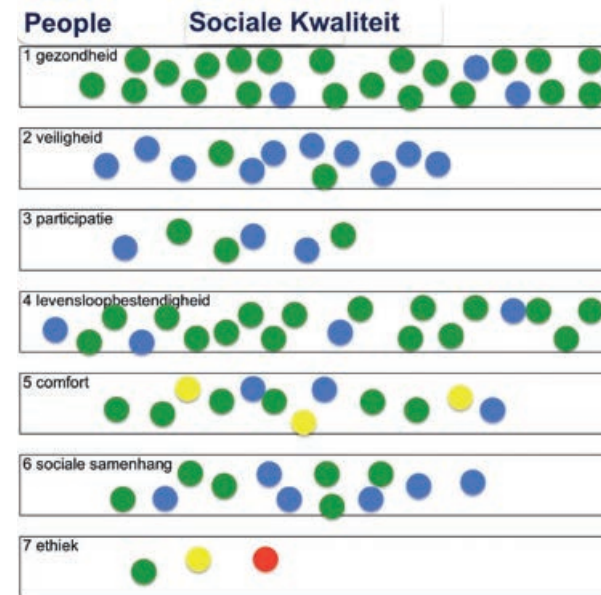 People Sociale Kwaliteit
1 gezondheid
2 veiligheid
3 participatie
4 levensloopbestendigheid
5 comfort
6 sociale samenhang
7 ethiek